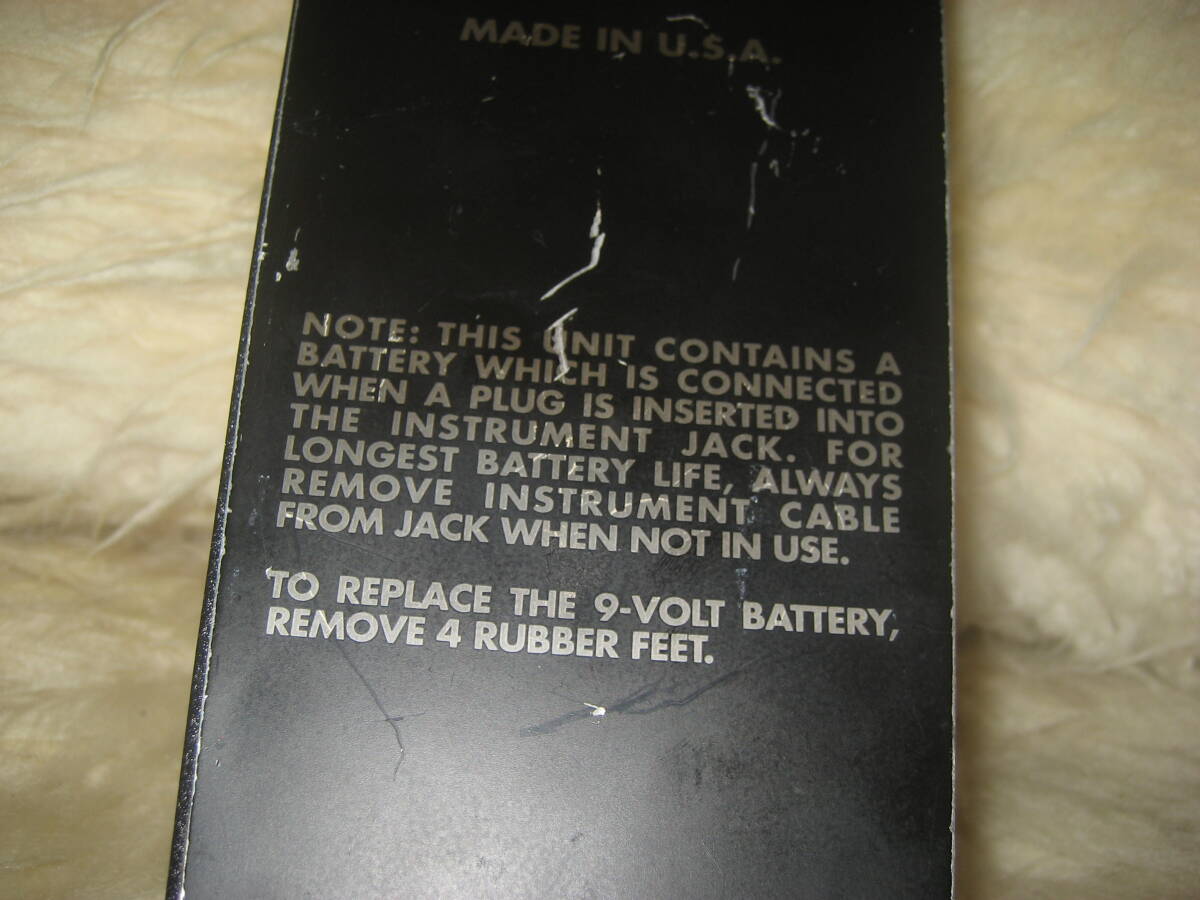 MADE IN U.S.A.
NOTE: THIS UNIT CONTAINS A
BATTERY WHICH IS CONNECTED
WHEN A PLUG IS INSERTED INTO
THE INSTRUMENT JACK. FOR
LONGEST BATTERY LIFE, ALWAYS
REMOVE INSTRUMENT CABLE
FROM JACK WHEN NOT IN USE.
TO REPLACE THE 9-VOLT BATTERY,
REMOVE 4 RUBBER FEET.